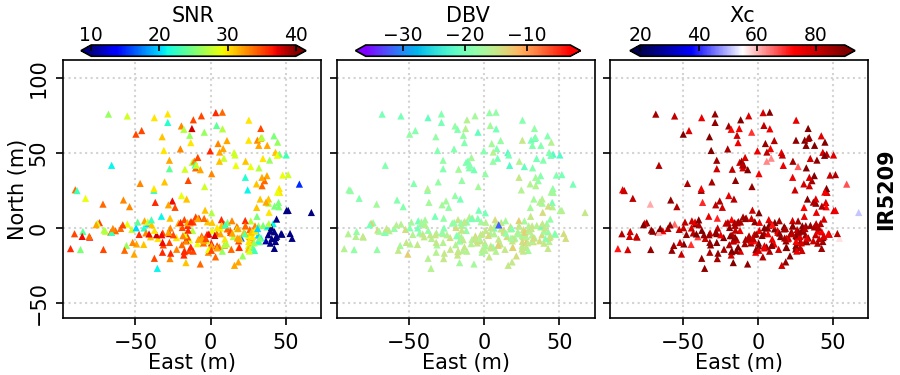 SNR DBV Xc
10 20 30 40 −30 −20 −10 20 40 60 80
100
50
0
−50
North (m)
IR5209
−50 0 50 −50 0 50 −50 0 50
East (m) East (m) East (m)